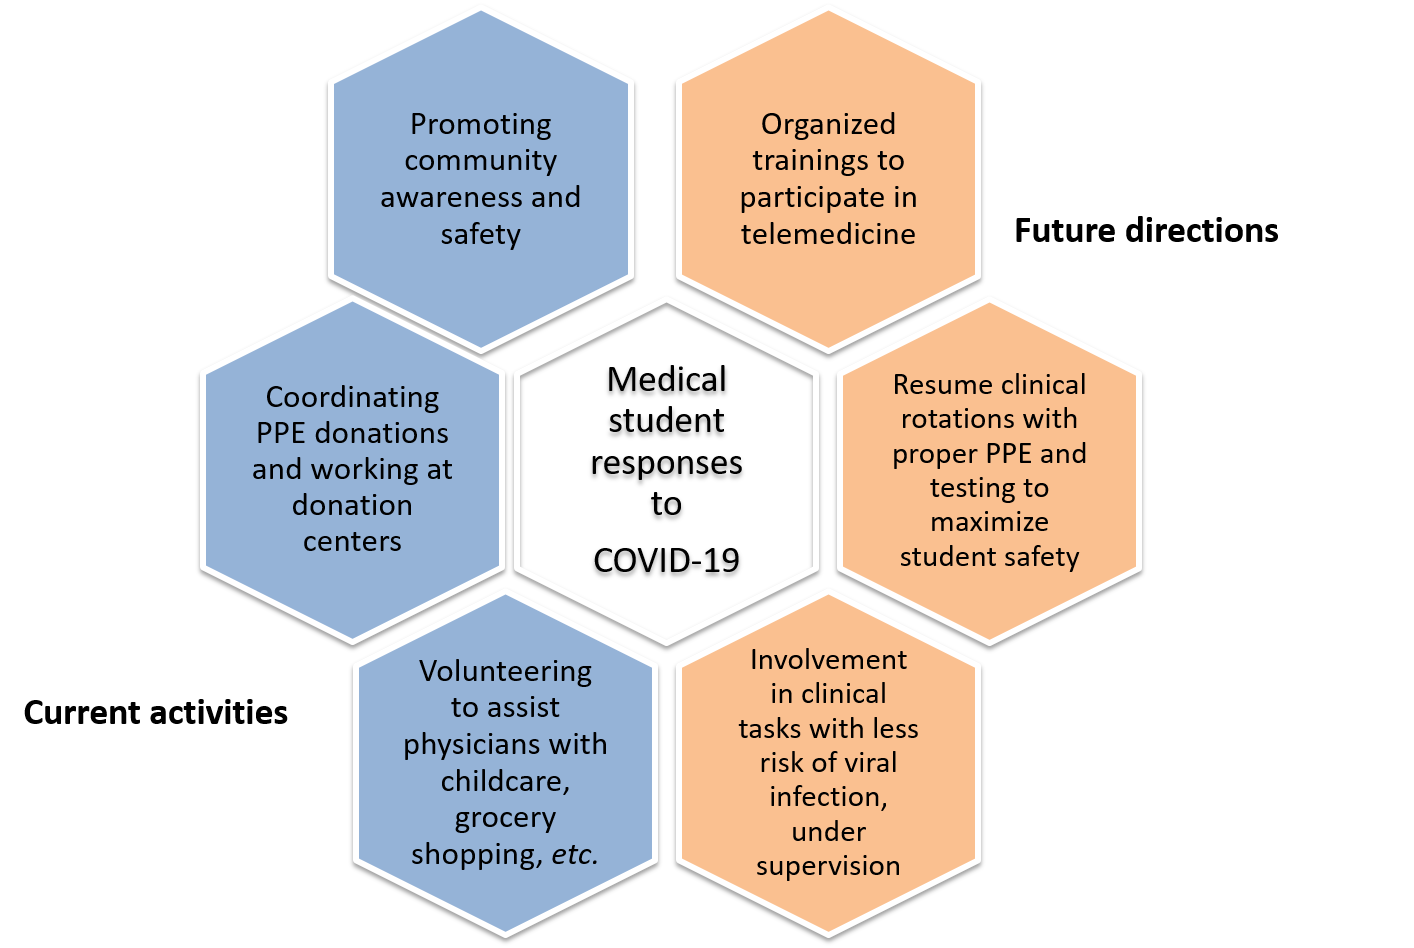 Promoting
community
awareness and
safety
Organized
trainings to
participate in
telemedicine
Future directions
Coordinating
PPE donations
and working at
donation
centers
Medical
student
responses
to
COVID-19
Resume clinical
rotations with
proper PPE and
testing to
maximize
student safety
Current activities
Volunteering
to assist
physicians with
childcare,
grocery
shopping, etc.
Involvement
in clinical
tasks with less
risk of viral
infection,
under
supervision